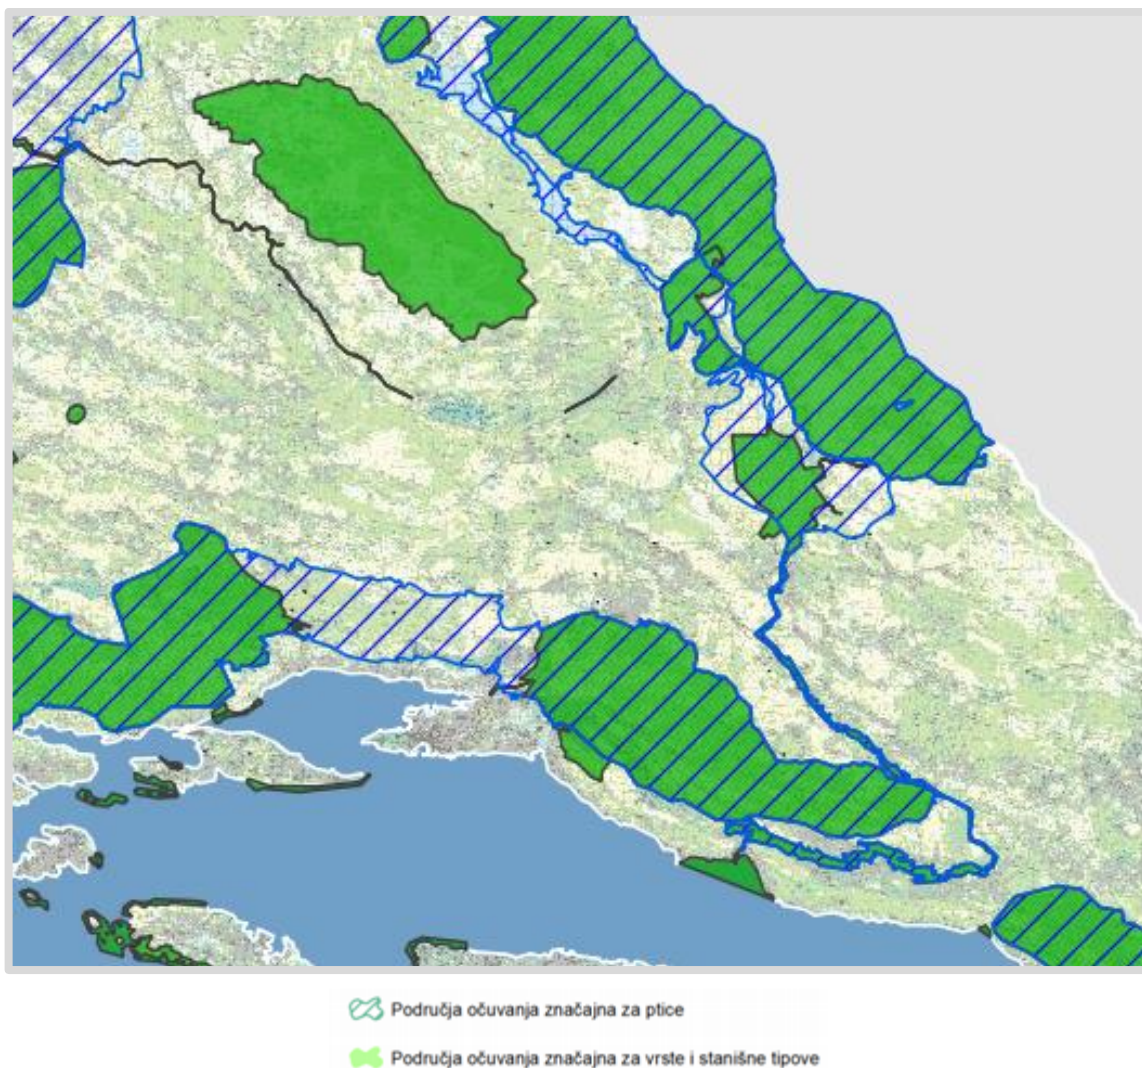 Područja očuvanja značajna za ptice
Područja očuvanja značajna za vrste i stanišne tipove